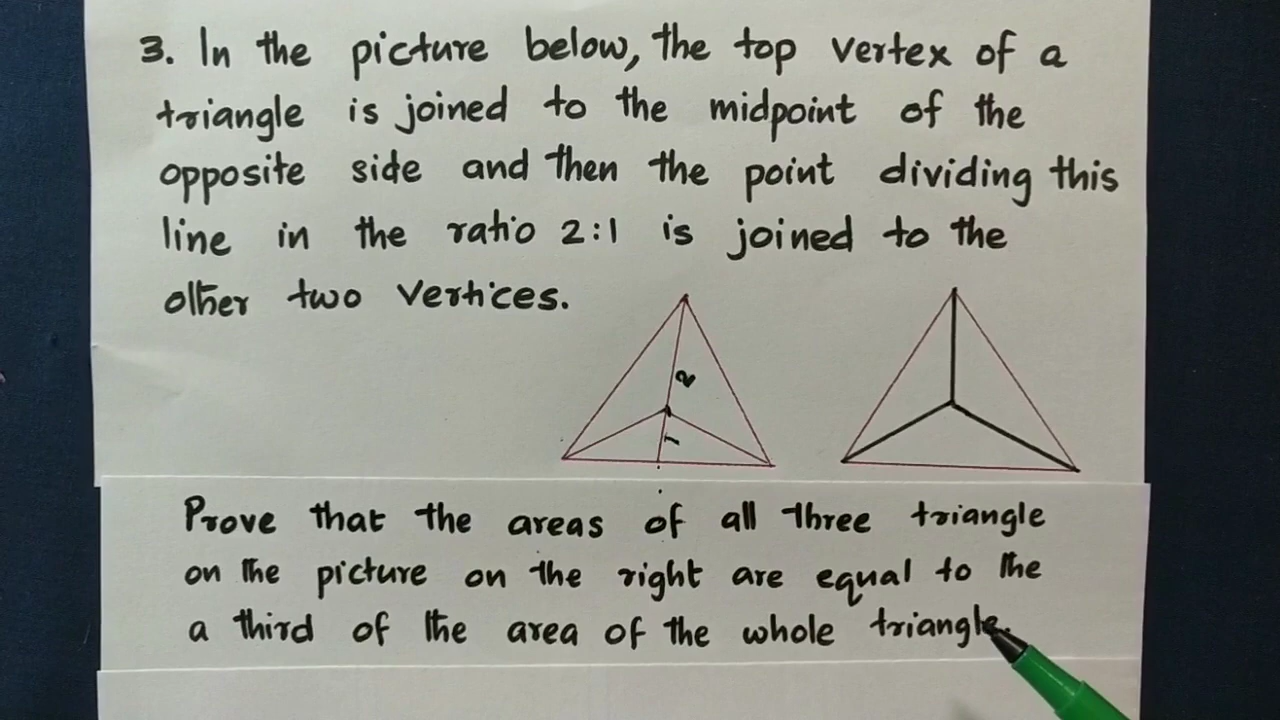 3. In the picture below, the top vertex of a
triangle is joined to the midpoint of the
opposite side and then the point dividing this
line in the ratio 2:1 is joined to the
other two vertices.
2
1
Prove that the areas of all three triangle
on the picture on the right are equal to the
a third of the area of the whole triangle.